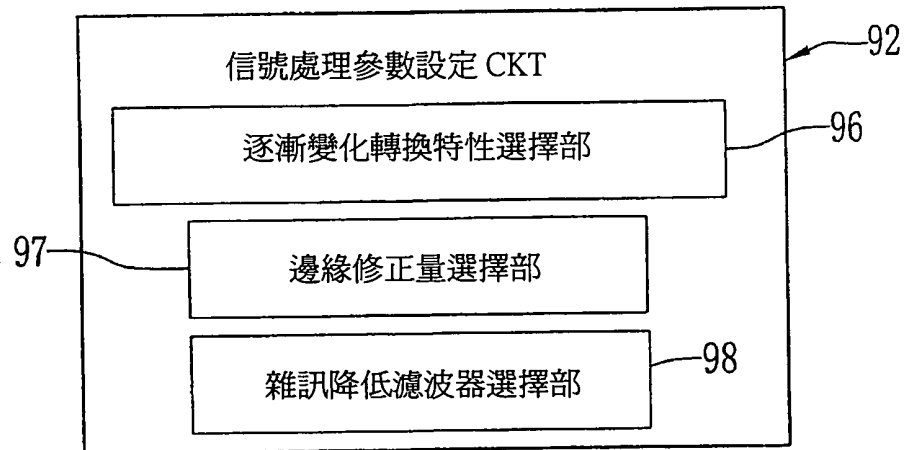 信號處理參數設定 CKT
92
逐漸變化轉換特性選擇部
96
97
邊緣修正量選擇部
雜訊降低濾波器選擇部
98